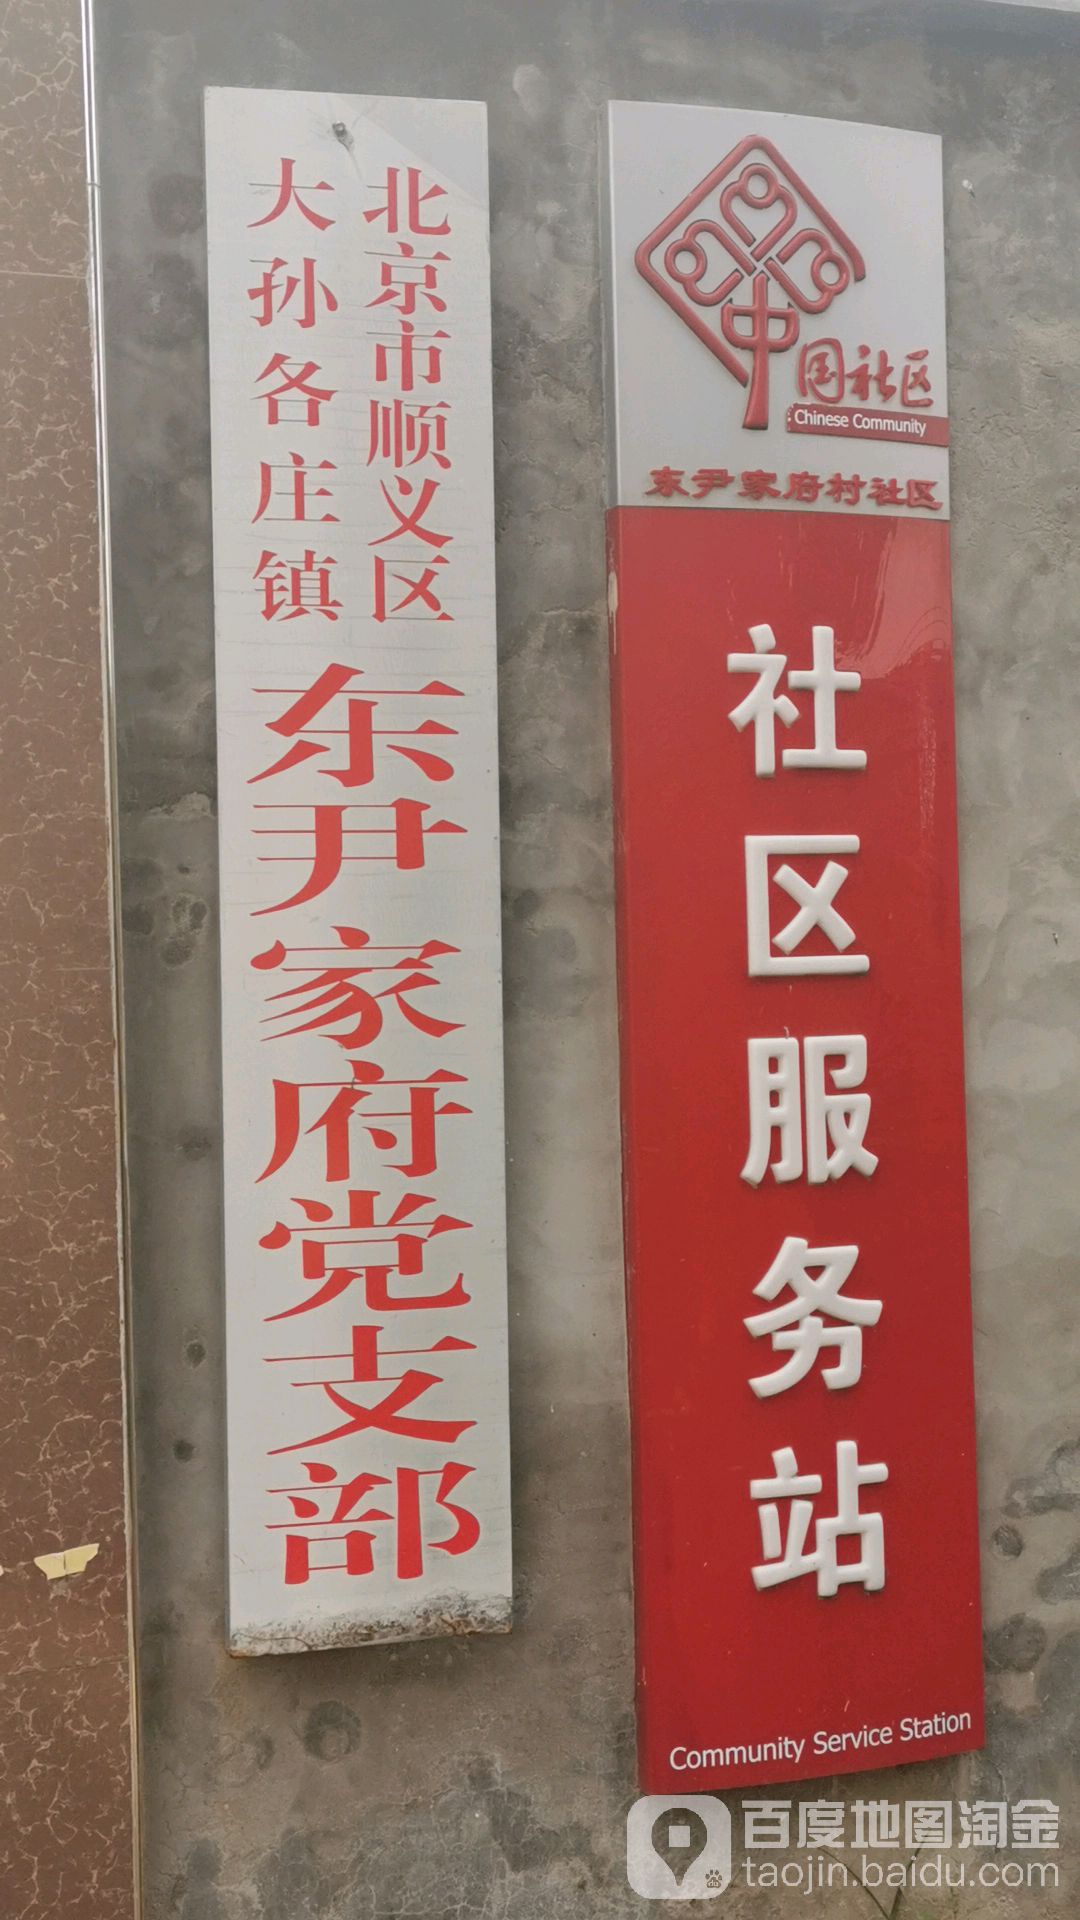 北京市顺义区
大孙各庄镇
东尹家府党支部
中国社区
Chinese Community
东尹家府村社区
社区服务站
Community Service Station
百度地图淘金
taojin.baidu.com